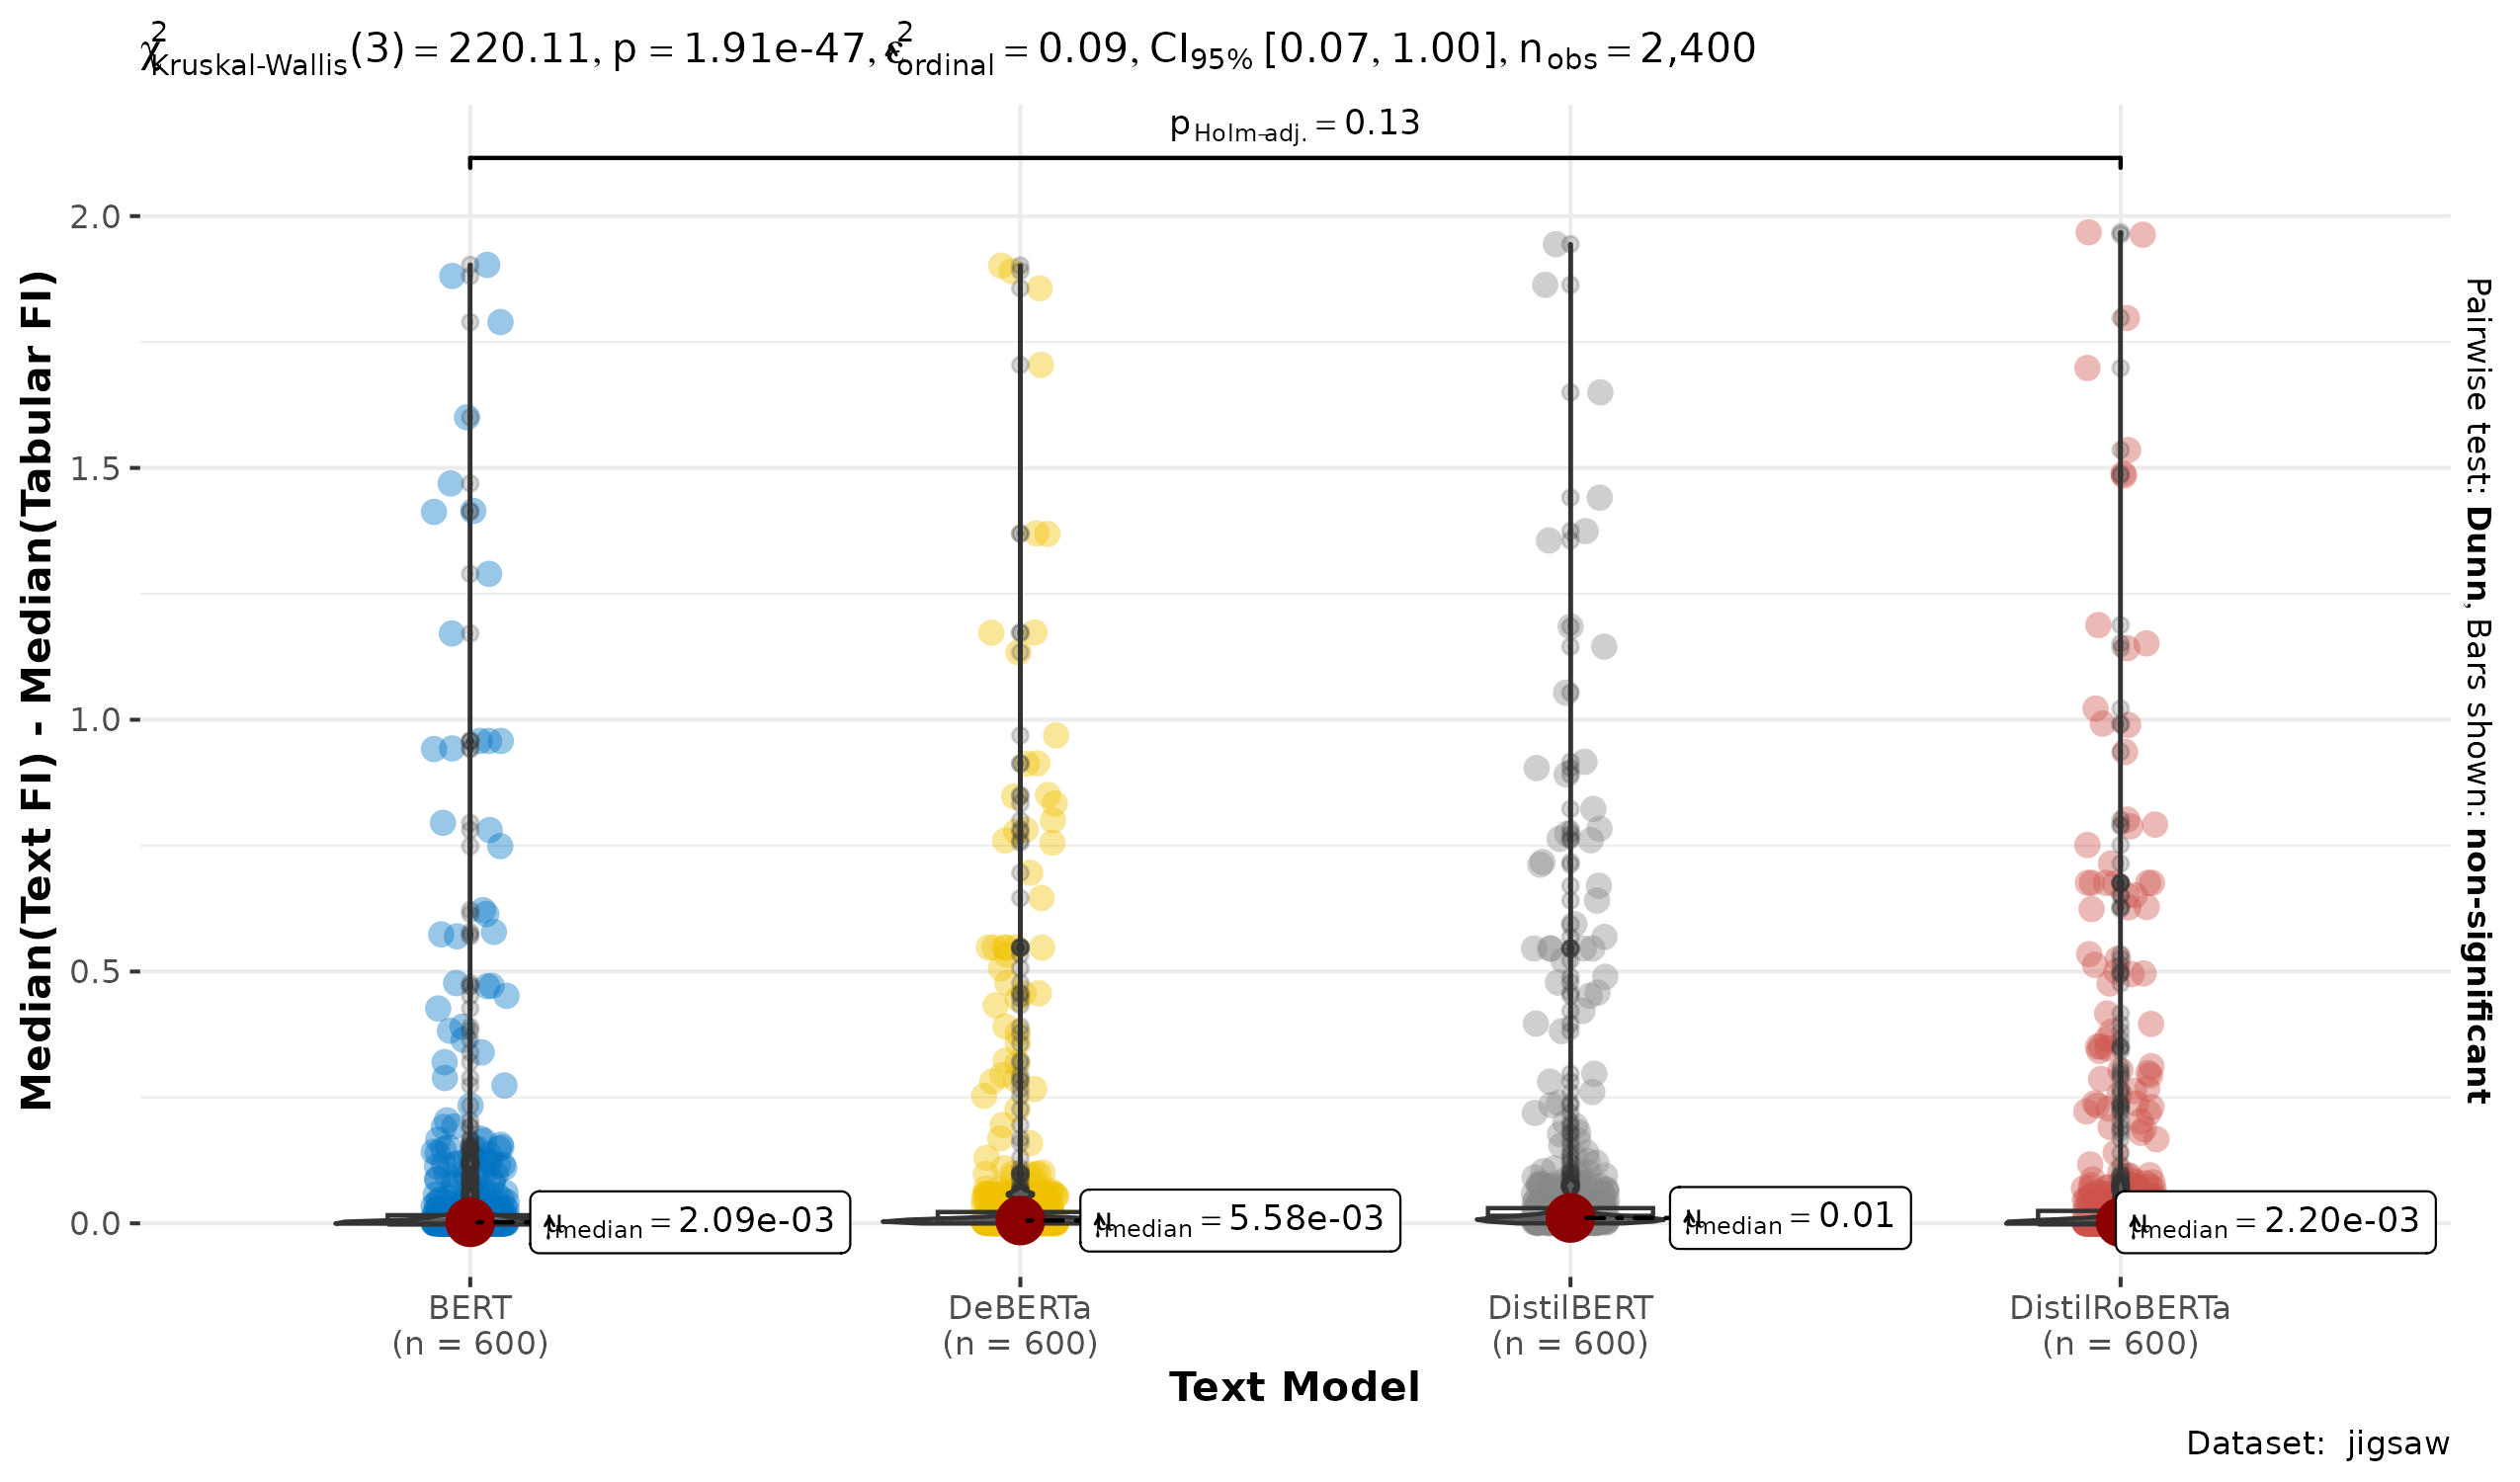 χ²Kruskal-Wallis(3) = 220.11, p = 1.91e-47, ε²ordinal = 0.09, CI95% [0.07, 1.00], nobs = 2,400
pHolm-adj. = 0.13
Median(Text FI) - Median(Tabular FI)
2.0
1.5
1.0
0.5
0.0
Pairwise test: Dunn, Bars shown: non-significant
μ̂median = 2.09e-03
μ̂median = 5.58e-03
μ̂median = 0.01
μ̂median = 2.20e-03
BERT
(n = 600)
DeBERTa
(n = 600)
DistilBERT
(n = 600)
DistilRoBERTa
(n = 600)
Text Model
Dataset: jigsaw